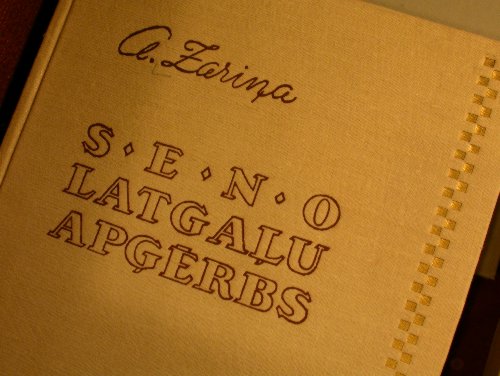 A. Zariņa
S·E·N·O
LATGAĻU
APĢĒRBS